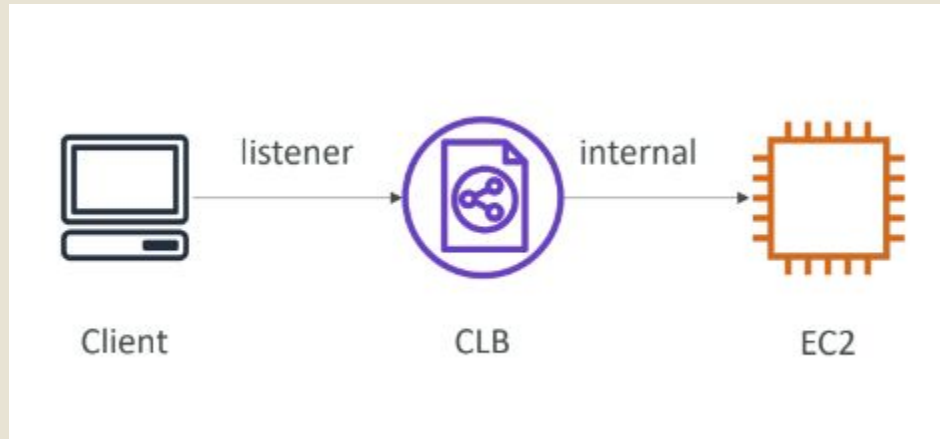 listener
internal
Client
CLB
EC2